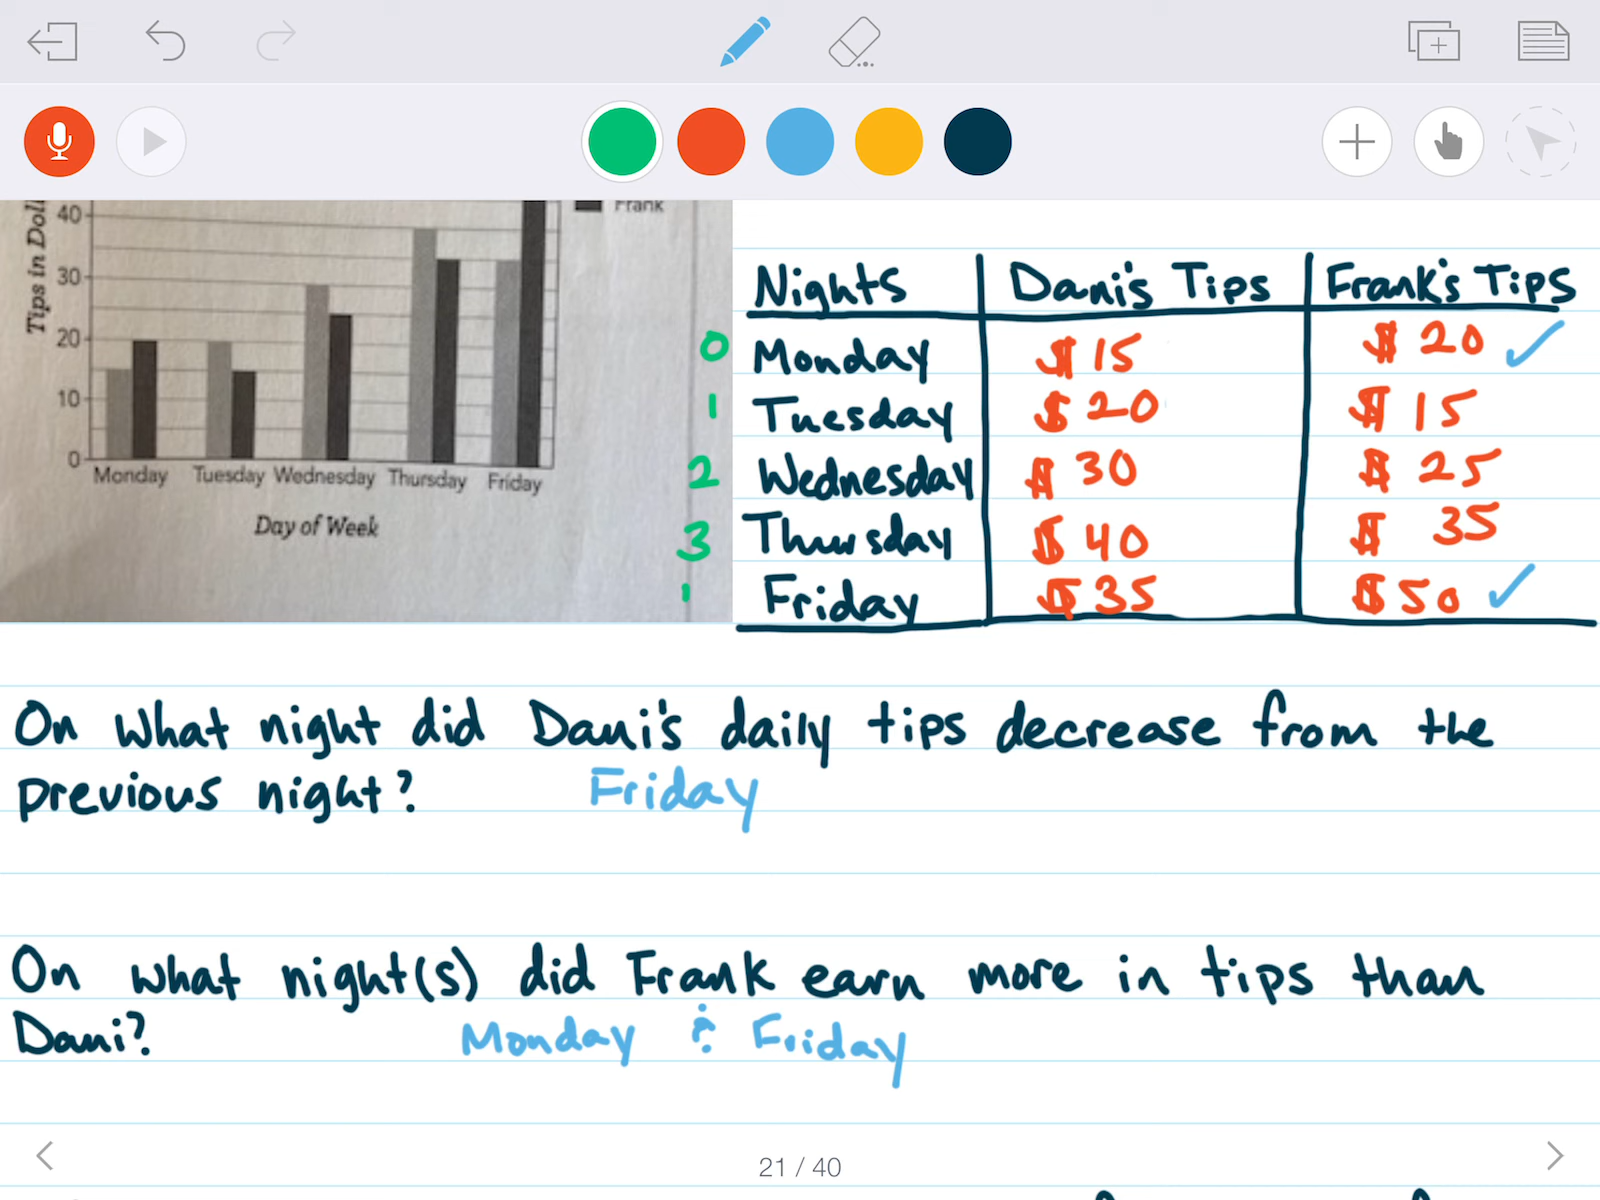 Tips in Doll
40
30
20
10
0
Frank
Monday Tuesday Wednesday Thursday Friday
Day of Week
Nights Dani's Tips Frank's Tips
0 Monday $ 15 $ 20 ✓
1 Tuesday $ 20 $ 15
2 Wednesday $ 30 $ 25
3 Thursday $ 40 $ 35
1 Friday $ 35 $ 50 ✓
On what night did Dani's daily tips decrease from the
previous night? Friday
On what night(s) did Frank earn more in tips than
Dani? Monday & Friday
21 / 40